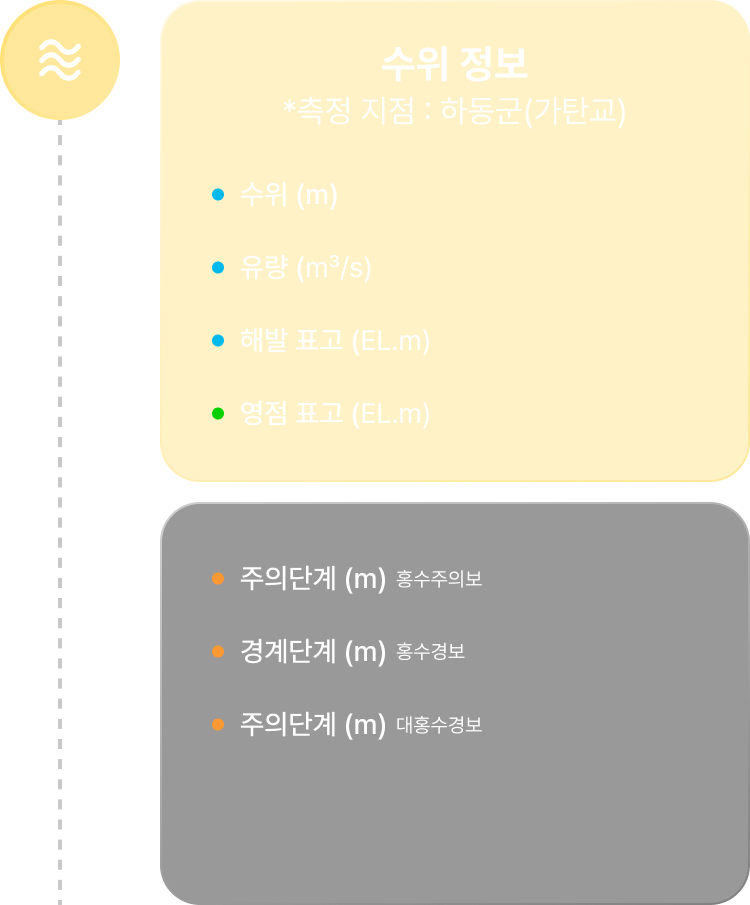 수위 정보
*측정 지점 : 하동군(가탄교)
수위 (m)
유량 (m³/s)
해발 표고 (EL.m)
영점 표고 (EL.m)
주의단계 (m) 홍수주의보
경계단계 (m) 홍수경보
주의단계 (m) 대홍수경보